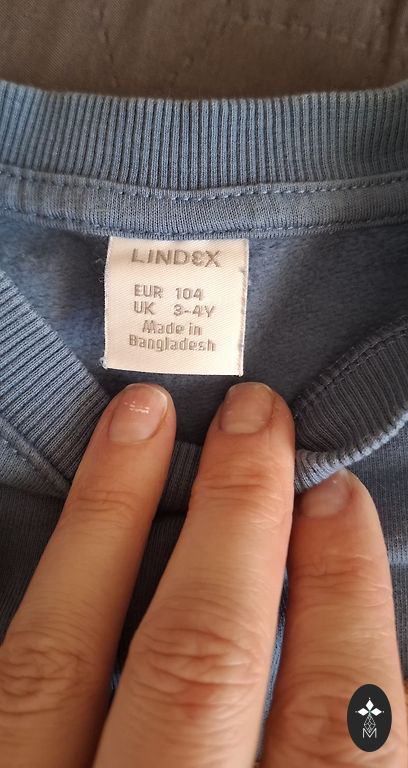 LINDEX
EUR 104
UK 3-4Y
Made in
Bangladesh